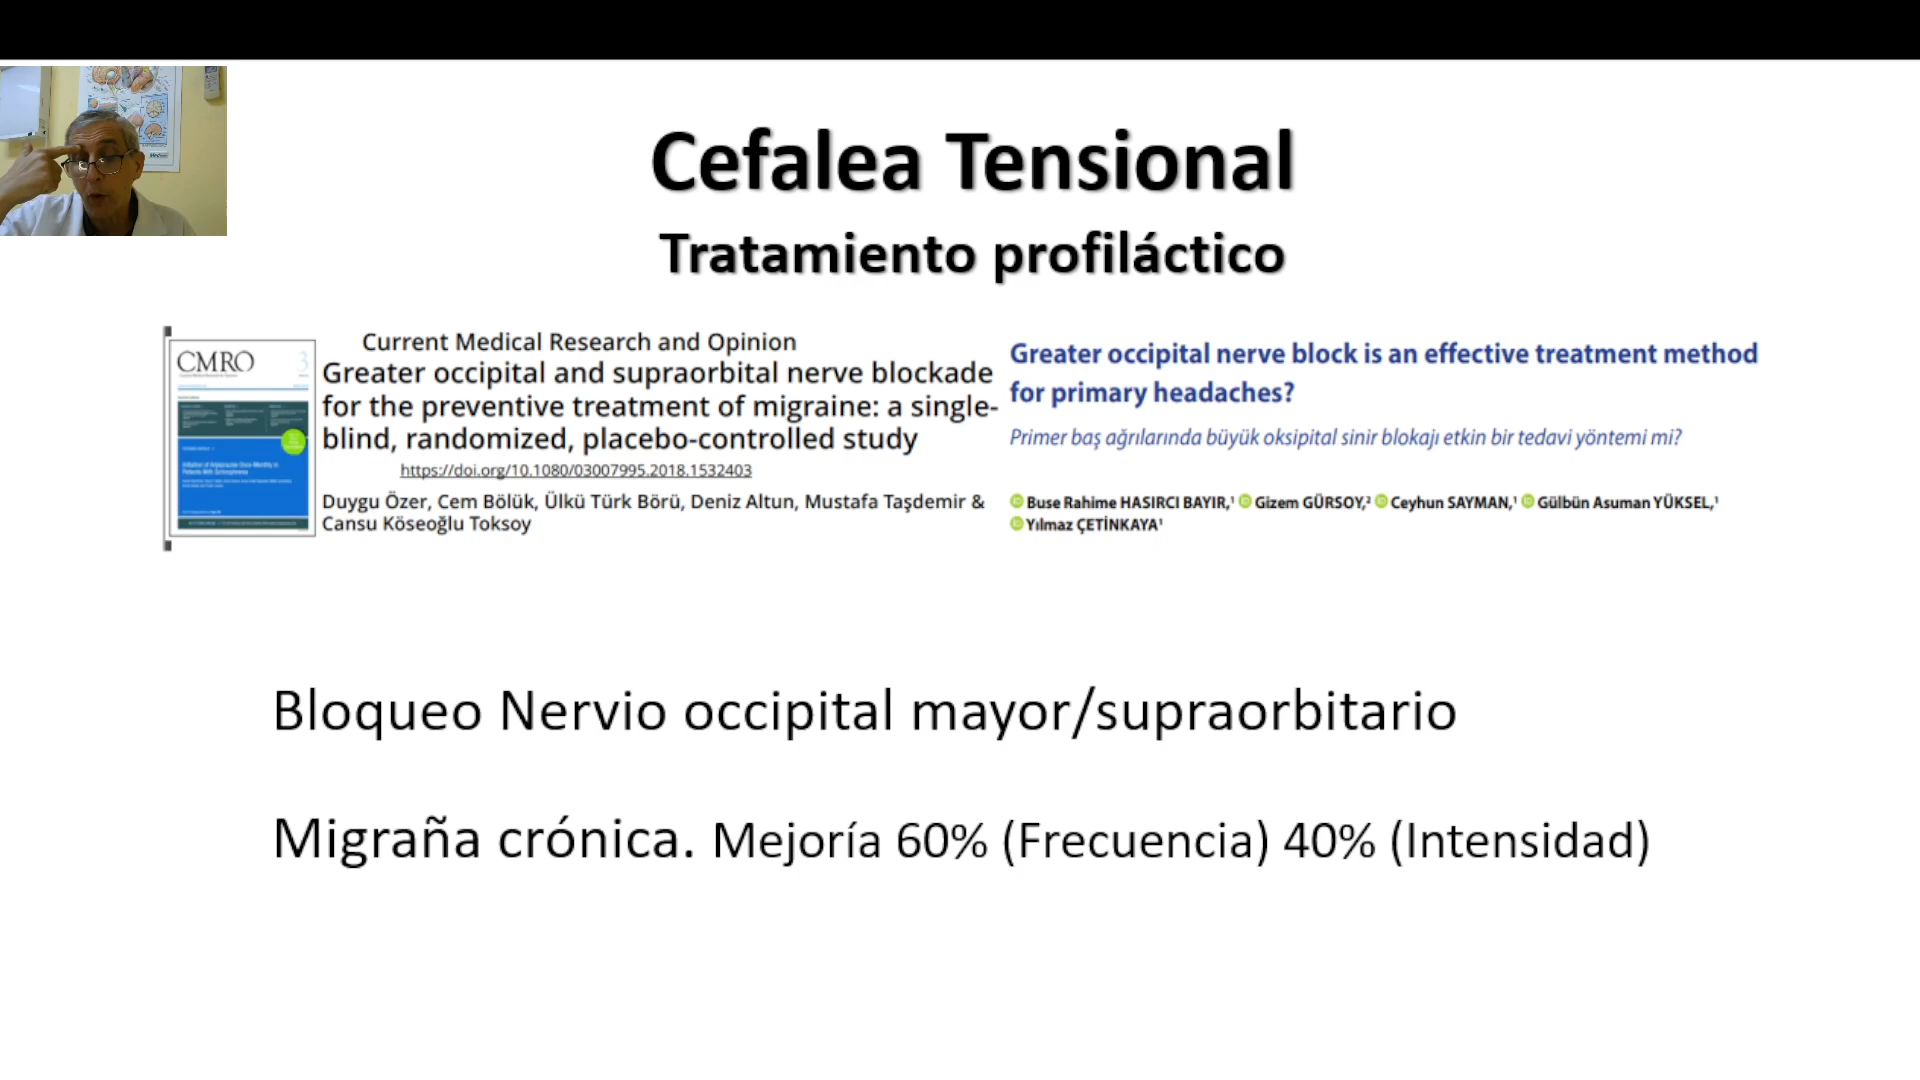 Cefalea Tensional
Tratamiento profiláctico
CMRO
3
Current Medical Research and Opinion
Greater occipital and supraorbital nerve blockade
for the preventive treatment of migraine: a single-
blind, randomized, placebo-controlled study
https://doi.org/10.1080/03007995.2018.1532403
Duygu Özer, Cem Bölük, Ülkü Türk Börü, Deniz Altun, Mustafa Taşdemir &
Cansu Köseoğlu Toksoy
Greater occipital nerve block is an effective treatment method
for primary headaches?
Primer baş ağrılarında büyük oksipital sinir blokajı etkin bir tedavi yöntemi mi?
Buse Rahime HASIRCI BAYIR,¹ Gizem GÜRSOY,² Ceyhun SAYMAN,¹ Gülbün Asuman YÜKSEL,¹
Yılmaz ÇETİNKAYA¹
Bloqueo Nervio occipital mayor/supraorbitario
Migraña crónica. Mejoría 60% (Frecuencia) 40% (Intensidad)